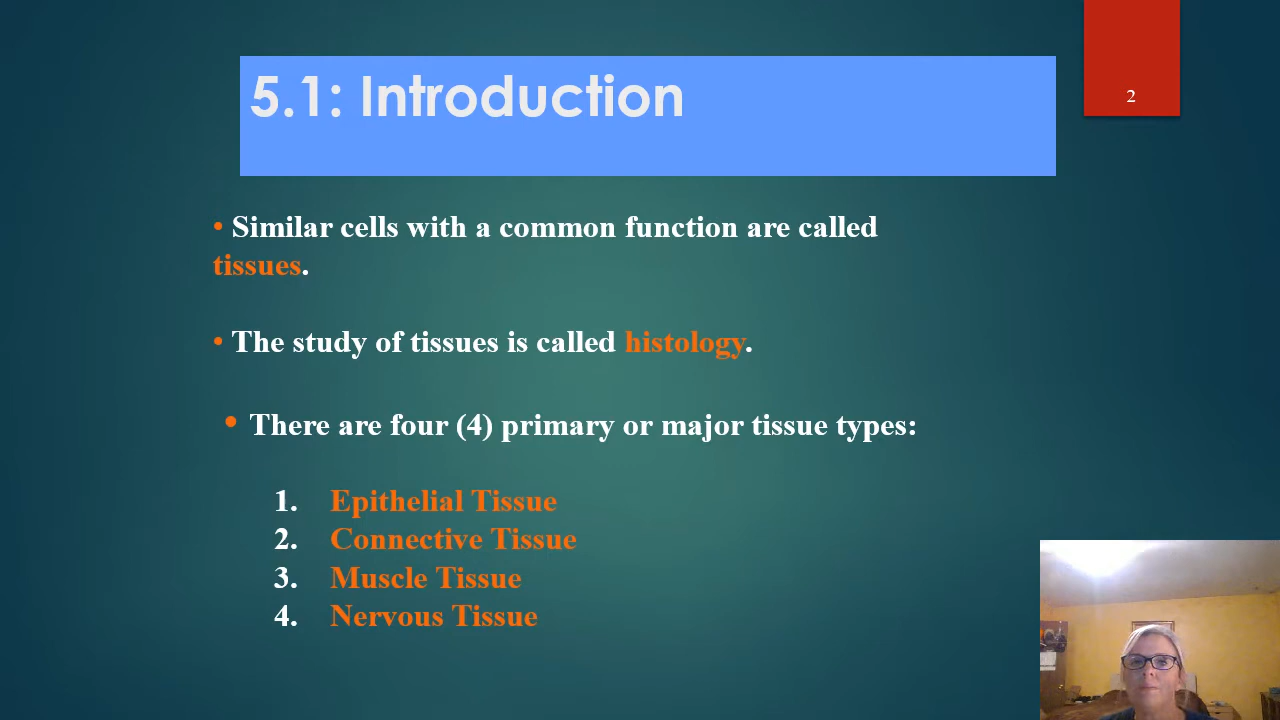 5.1: Introduction
2
• Similar cells with a common function are called
tissues.
• The study of tissues is called histology.
• There are four (4) primary or major tissue types:
1. Epithelial Tissue
2. Connective Tissue
3. Muscle Tissue
4. Nervous Tissue